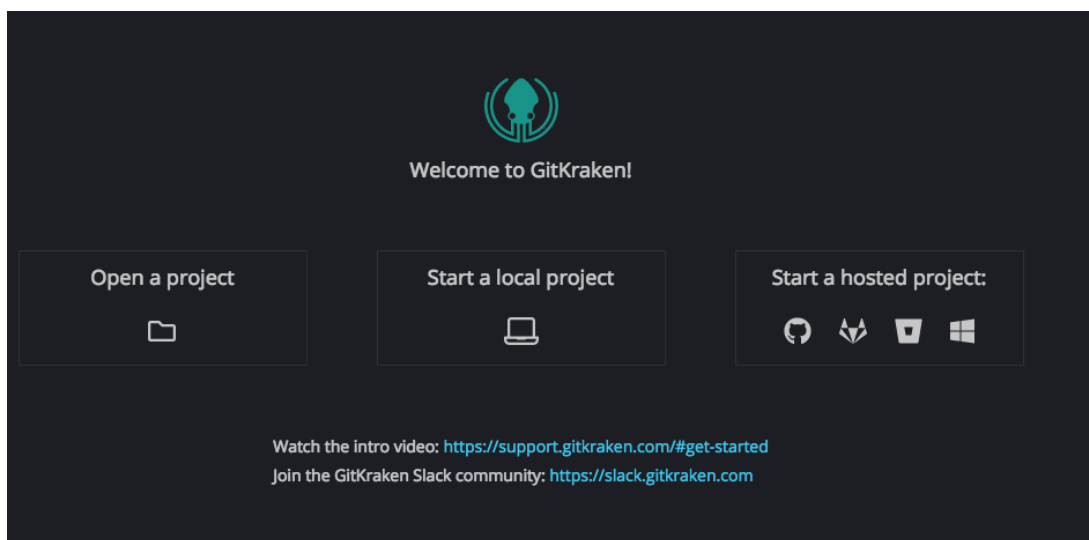 Welcome to GitKraken!
Open a project
Start a local project
Start a hosted project:
Watch the intro video: https://support.gitkraken.com/#get-started
Join the GitKraken Slack community: https://slack.gitkraken.com